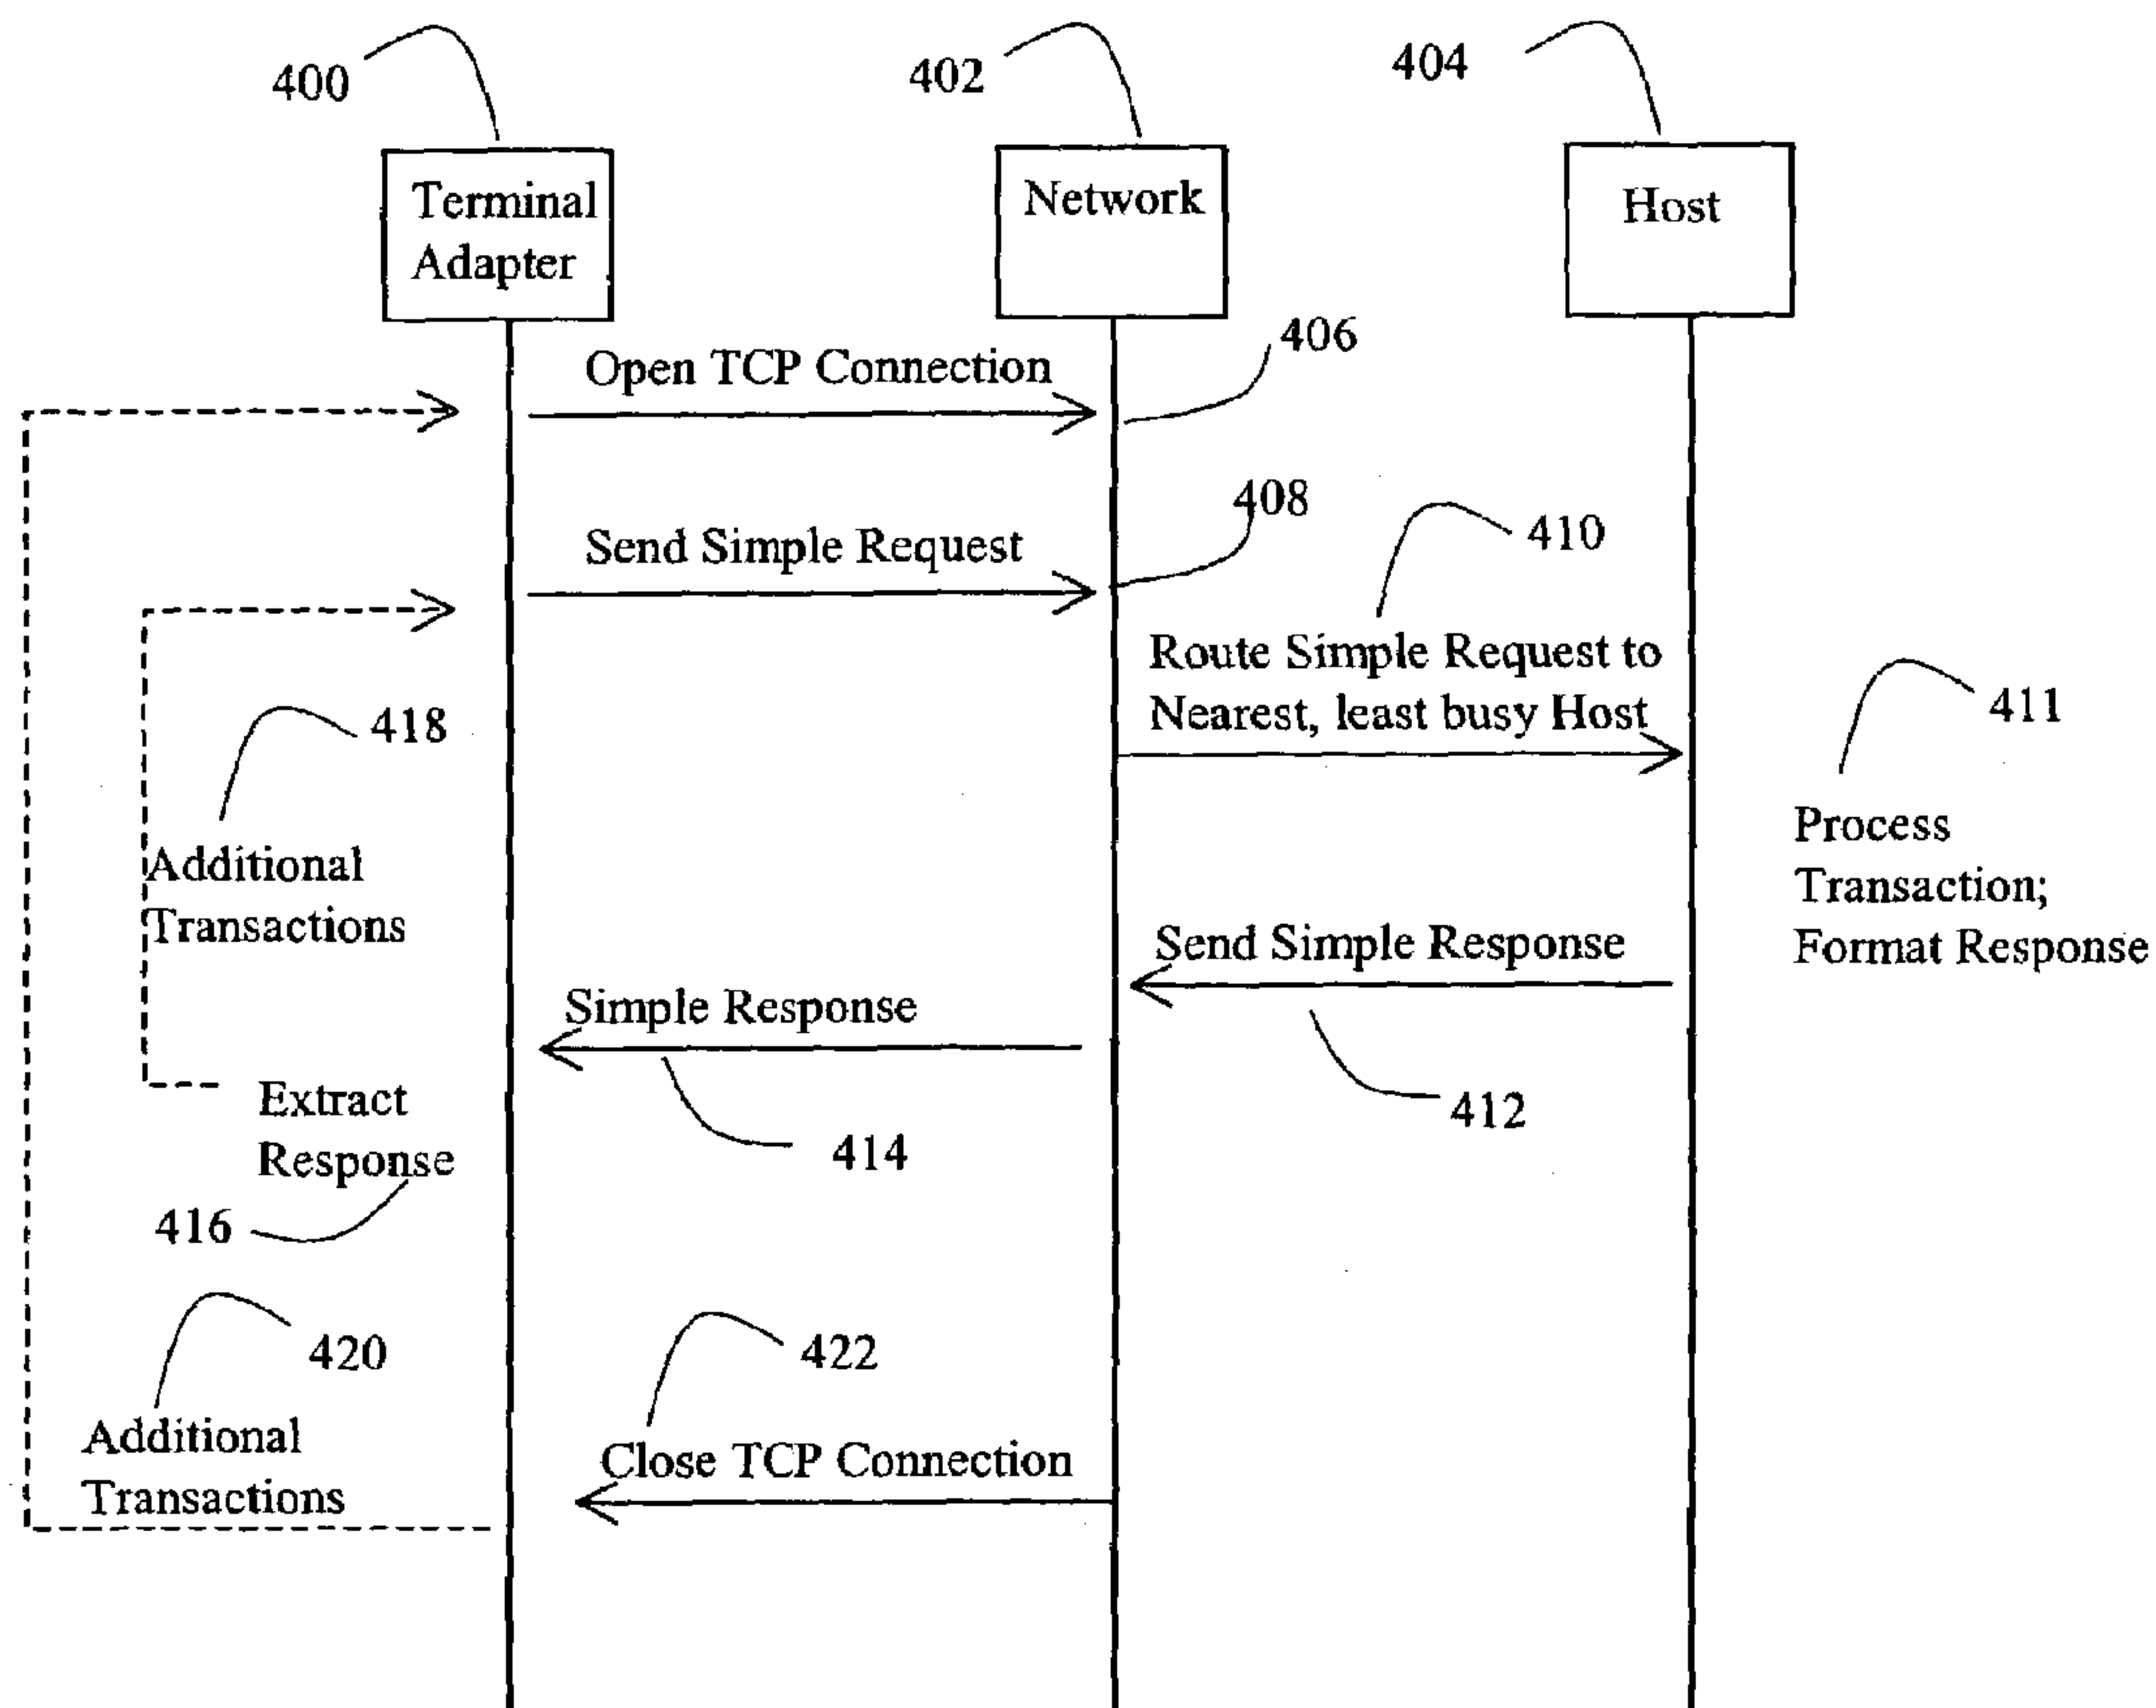 400
402
404
Terminal
Adapter
Network
Host
406
Open TCP Connection
408
Send Simple Request
410
Route Simple Request to
Nearest, least busy Host
411
418
Additional
Transactions
Process
Transaction;
Format Response
Send Simple Response
Simple Response
412
414
Extract
Response
416
420
422
Additional
Transactions
Close TCP Connection